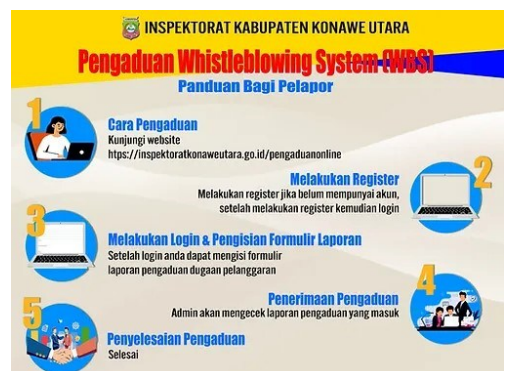 INSPEKTORAT KABUPATEN KONAWE UTARA
Pengaduan Whistleblowing System (WBS)
Panduan Bagi Pelapor
1
Cara Pengaduan
Kunjungi website
htpps://inspektoratkonaweutara.go.id/pengaduanonline
2
Melakukan Register
Melakukan register jika belum mempunyai akun,
setelah melakukan register kemudian login
3
Melakukan Login & Pengisian Formulir Laporan
Setelah login anda dapat mengisi formulir
laporan pengaduan dugaan pelanggaran
4
Penerimaan Pengaduan
Admin akan mengecek laporan pengaduan yang masuk
5
Penyelesaian Pengaduan
Selesai